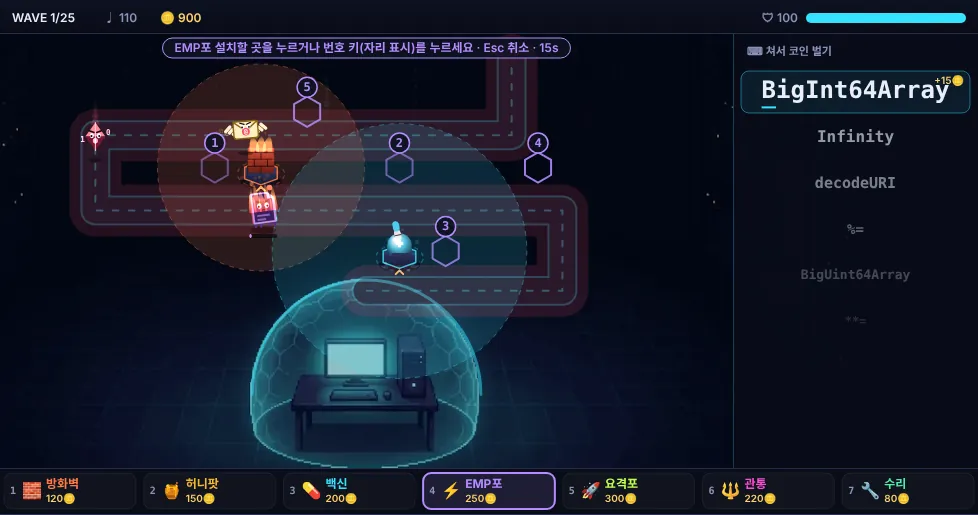 WAVE 1/25
♩ 110
900
100
EMP포 설치할 곳을 누르거나 번호 키(자리 표시)를 누르세요 · Esc 취소 · 15s
쳐서 코인 벌기
+15
BigInt64Array
Infinity
decodeURI
%=
BigUint64Array
**=
5
1
2
4
3
1 0
1 방화벽 120
2 허니팟 150
3 백신 200
4 EMP포 250
5 요격포 300
6 관통 220
7 수리 80